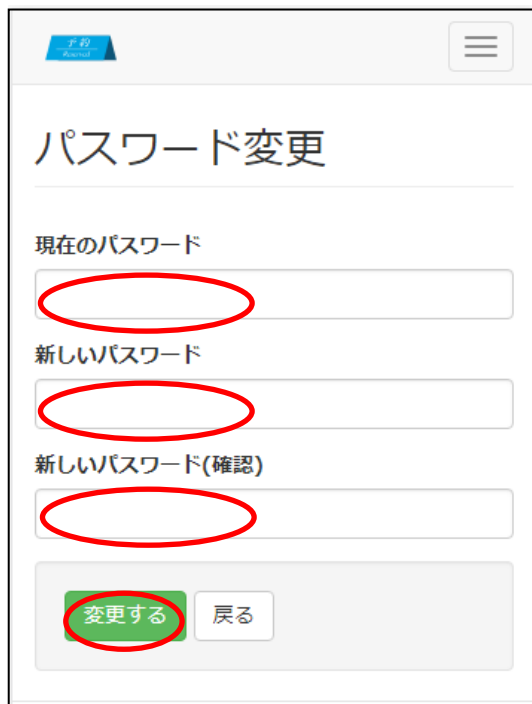 予約
パスワード変更
現在のパスワード
新しいパスワード
新しいパスワード(確認)
変更する 戻る